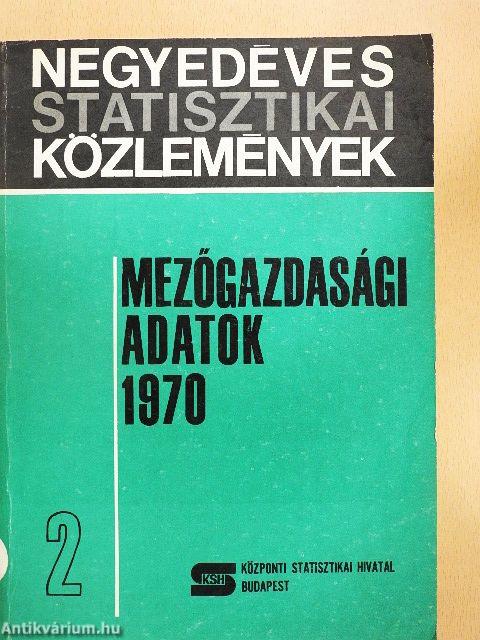 NEGYEDÉVES
STATISZTIKAI
KÖZLEMÉNYEK
MEZŐGAZDASÁGI
ADATOK
1970
2
KSH
KÖZPONTI STATISZTIKAI HIVATAL
BUDAPEST
Antikvárium.hu